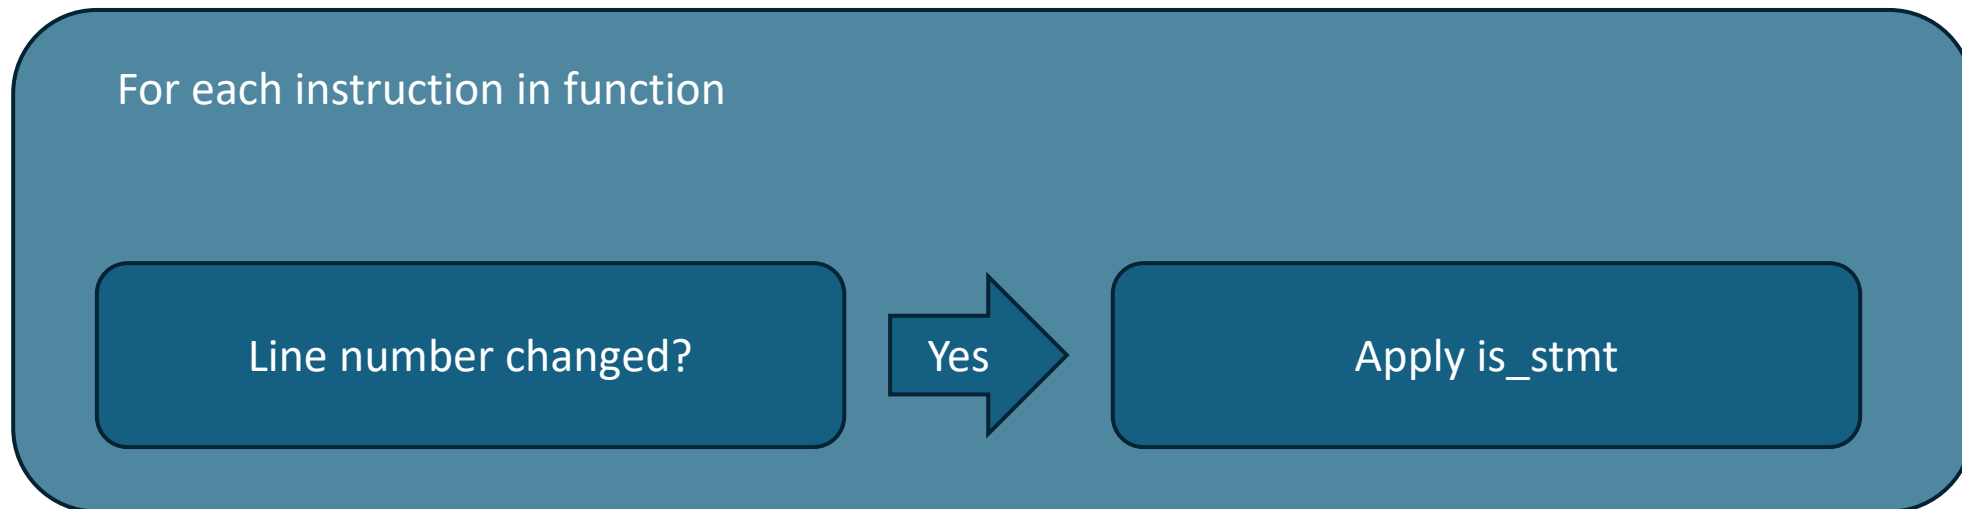 For each instruction in function
Line number changed?
Yes
Apply is_stmt